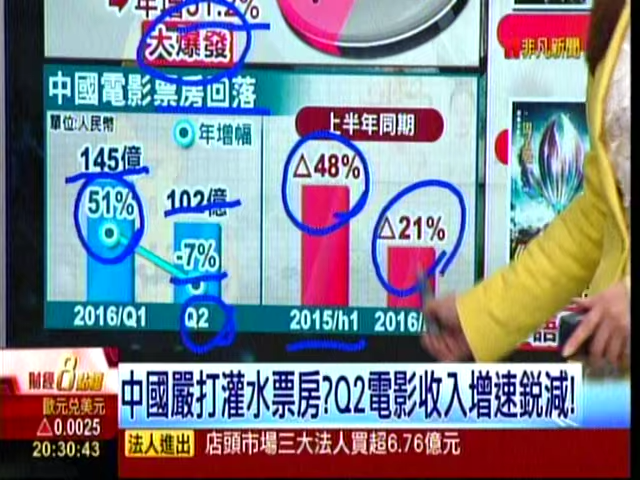 大爆發
非凡新聞
中國電影票房回落
單位:人民幣
年增幅
上半年同期
145億
51%
102億
-7%
△48%
△21%
2016/Q1
Q2
2015/h1
2016/
財經8點檔
中國嚴打灌水票房?Q2電影收入增速銳減!
歐元兌美元
△0.0025
20:30:43
法人進出
店頭市場三大法人買超6.76億元